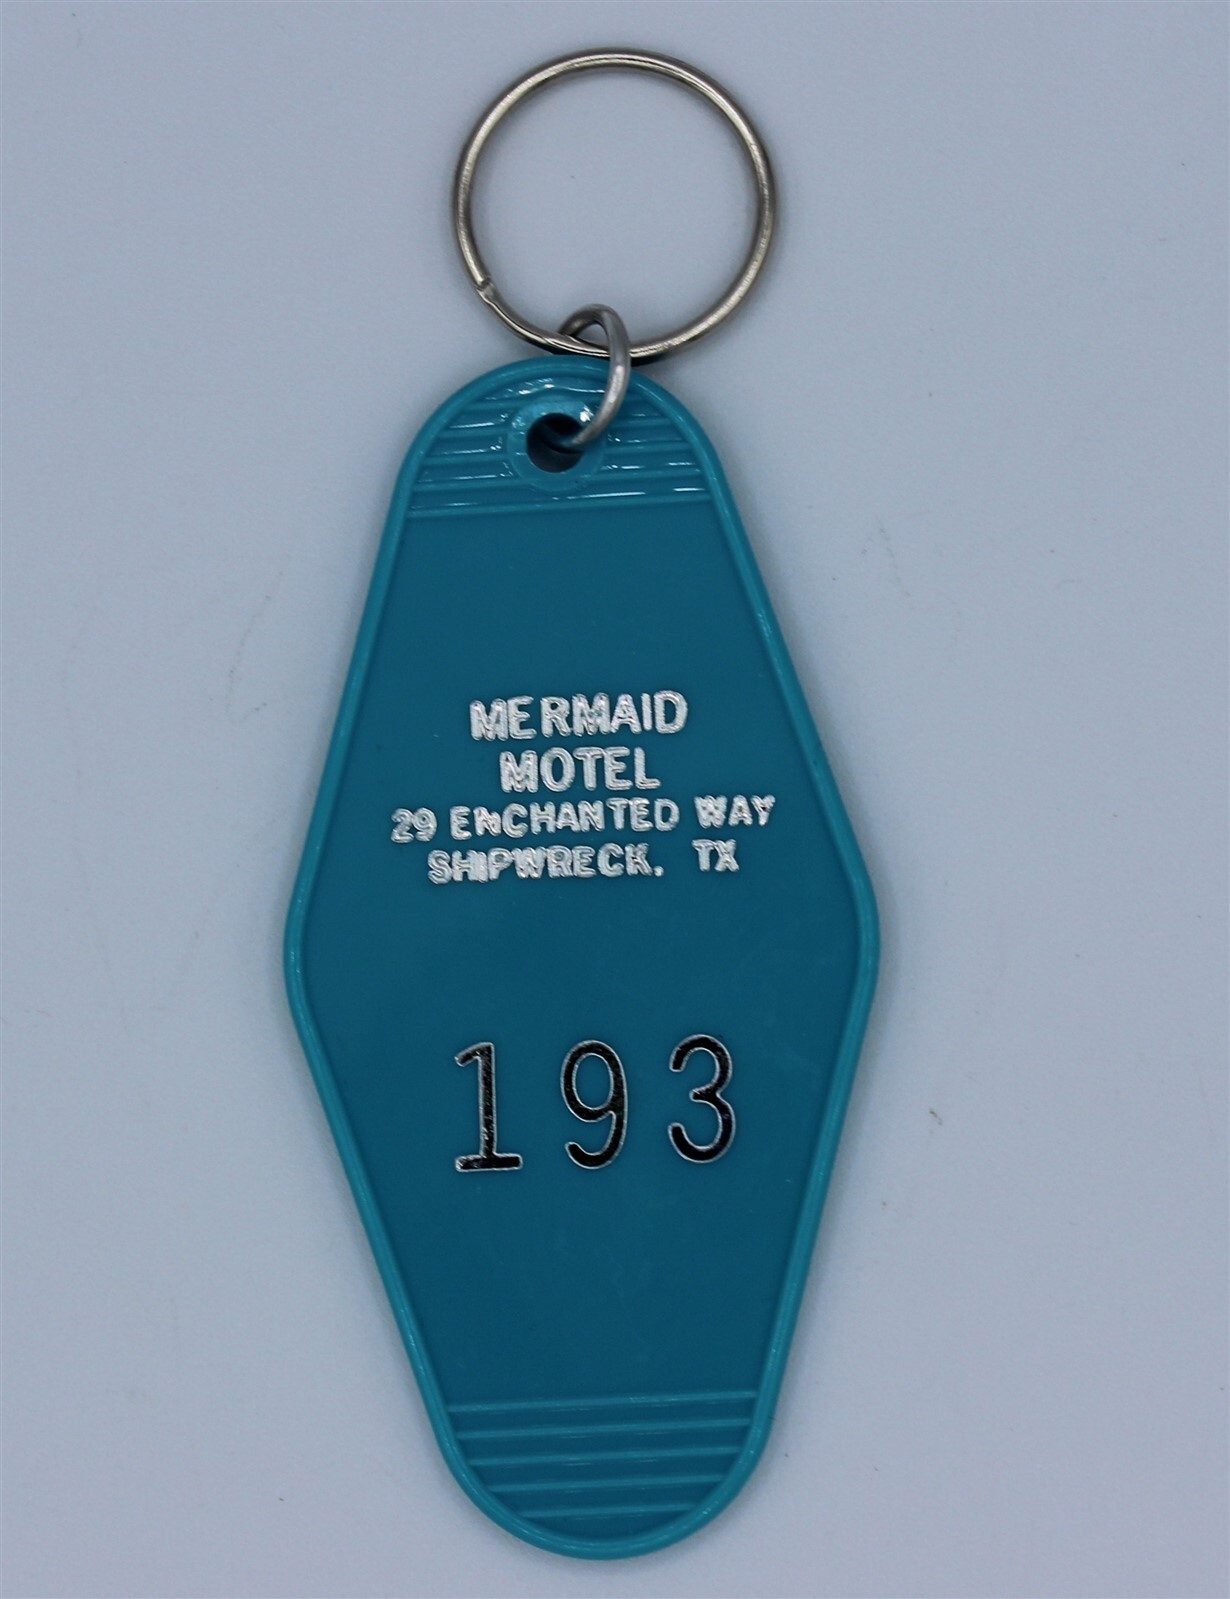 MERMAID
MOTEL
29 ENCHANTED WAY
SHIPWRECK. TX
193